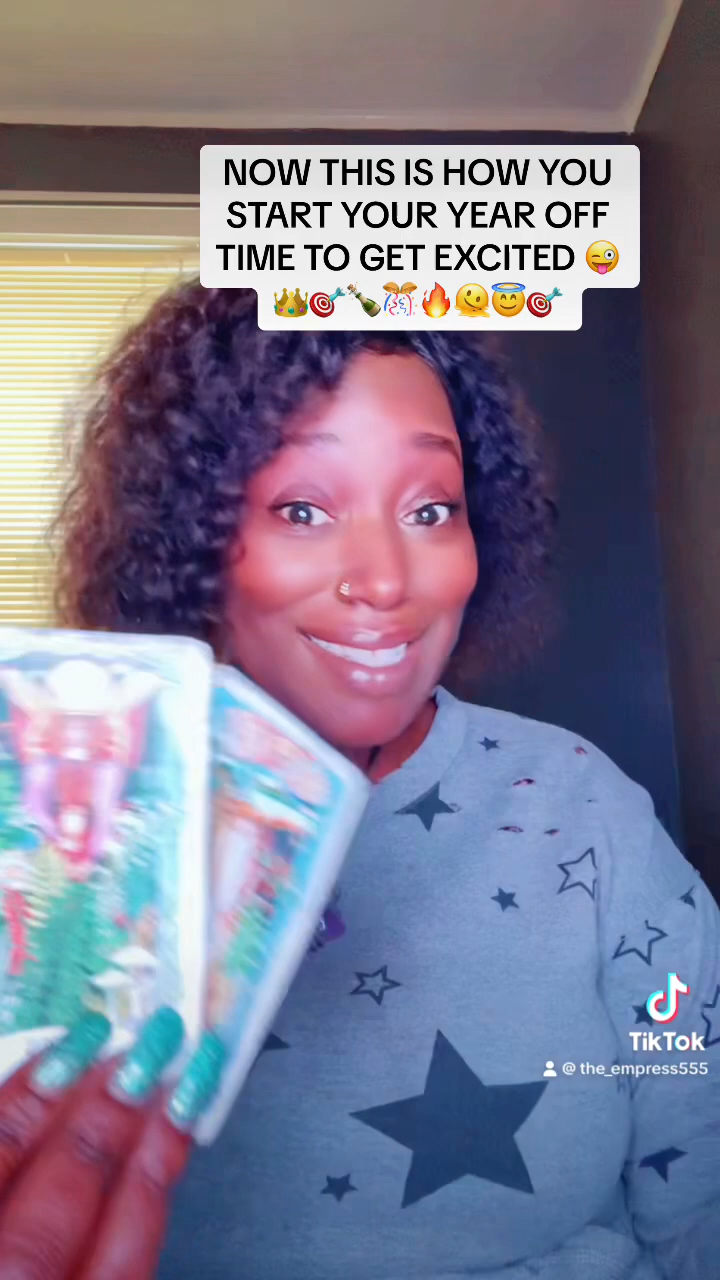 NOW THIS IS HOW YOU
START YOUR YEAR OFF
TIME TO GET EXCITED 😜
👑🎯🍾🎊🔥🫠😇🎯
TikTok
@ the_empress555